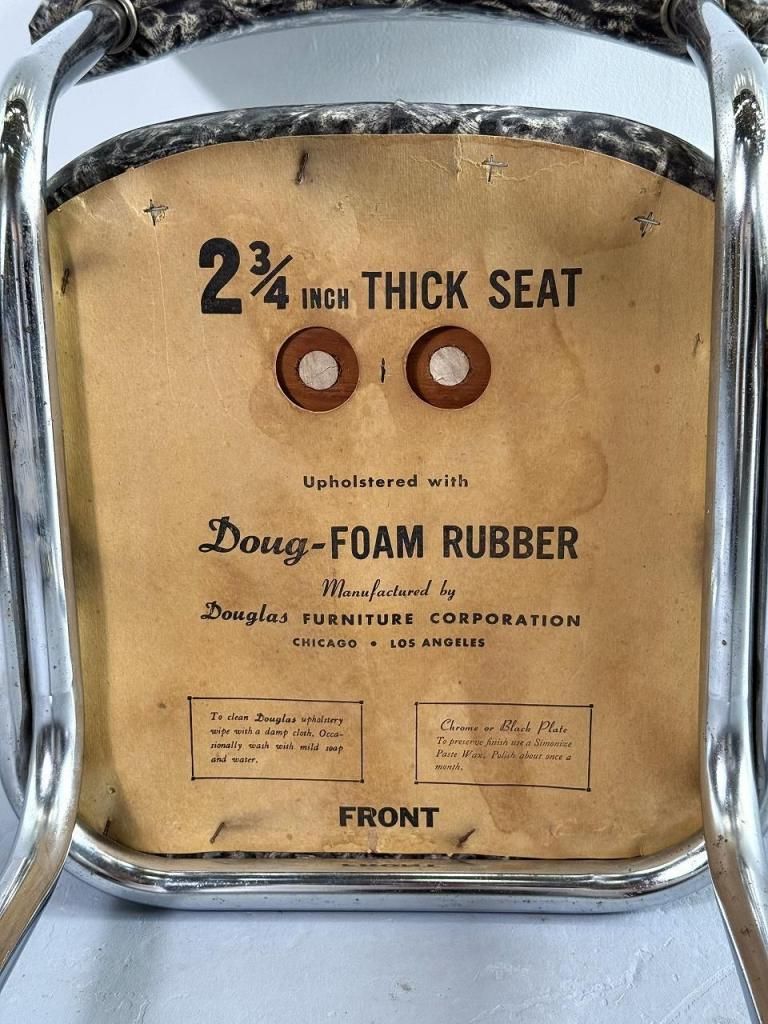 2 3/4 INCH THICK SEAT
Upholstered with
Doug-FOAM RUBBER
Manufactured by
Douglas FURNITURE CORPORATION
CHICAGO • LOS ANGELES
To clean Douglas upholstery
wipe with a damp cloth. Occa-
sionally wash with mild soap
and water.
Chrome or Black Plate
To preserve finish use a Simonize
Paste Wax. Polish about once a
month.
FRONT